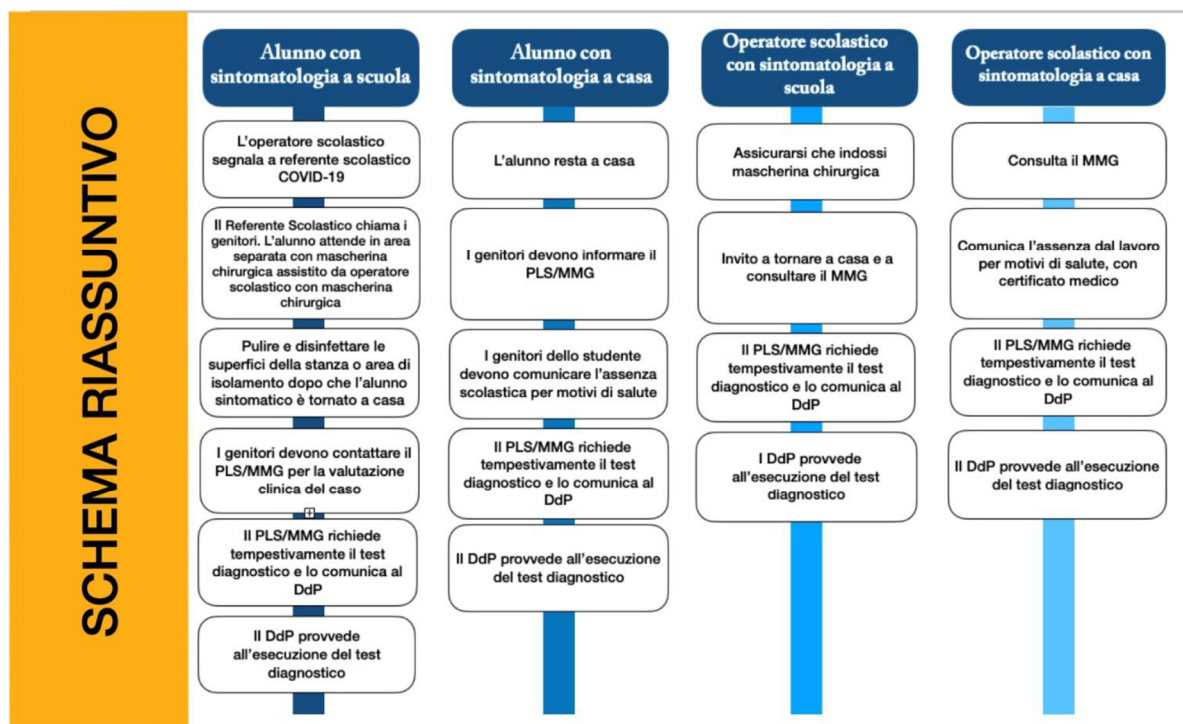 SCHEMA RIASSUNTIVO
Alunno con
sintomatologia a scuola
L'operatore scolastico
segnala a referente scolastico
COVID-19
Il Referente Scolastico chiama i
genitori. L'alunno attende in area
separata con mascherina
chirurgica assistito da operatore
scolastico con mascherina
chirurgica
Pulire e disinfettare le
superfici della stanza o area di
isolamento dopo che l'alunno
sintomatico è tornato a casa
I genitori devono contattare il
PLS/MMG per la valutazione
clinica del caso
Il PLS/MMG richiede
tempestivamente il test
diagnostico e lo comunica al
DdP
Il DdP provvede
all'esecuzione del test
diagnostico
Alunno con
sintomatologia a casa
L'alunno resta a casa
I genitori devono informare il
PLS/MMG
I genitori dello studente
devono comunicare l'assenza
scolastica per motivi di salute
Il PLS/MMG richiede
tempestivamente il test
diagnostico e lo comunica al
DdP
Il DdP provvede all'esecuzione
del test diagnostico
Operatore scolastico
con sintomatologia a
scuola
Assicurarsi che indossi
mascherina chirurgica
Invito a tornare a casa e a
consultare il MMG
Il PLS/MMG richiede
tempestivamente il test
diagnostico e lo comunica al
DdP
I DdP provvede
all'esecuzione del test
diagnostico
Operatore scolastico con
sintomatologia a casa
Consulta il MMG
Comunica l'assenza dal lavoro
per motivi di salute, con
certificato medico
Il PLS/MMG richiede
tempestivamente il test
diagnostico e lo comunica al
DdP
Il DdP provvede all'esecuzione
del test diagnostico